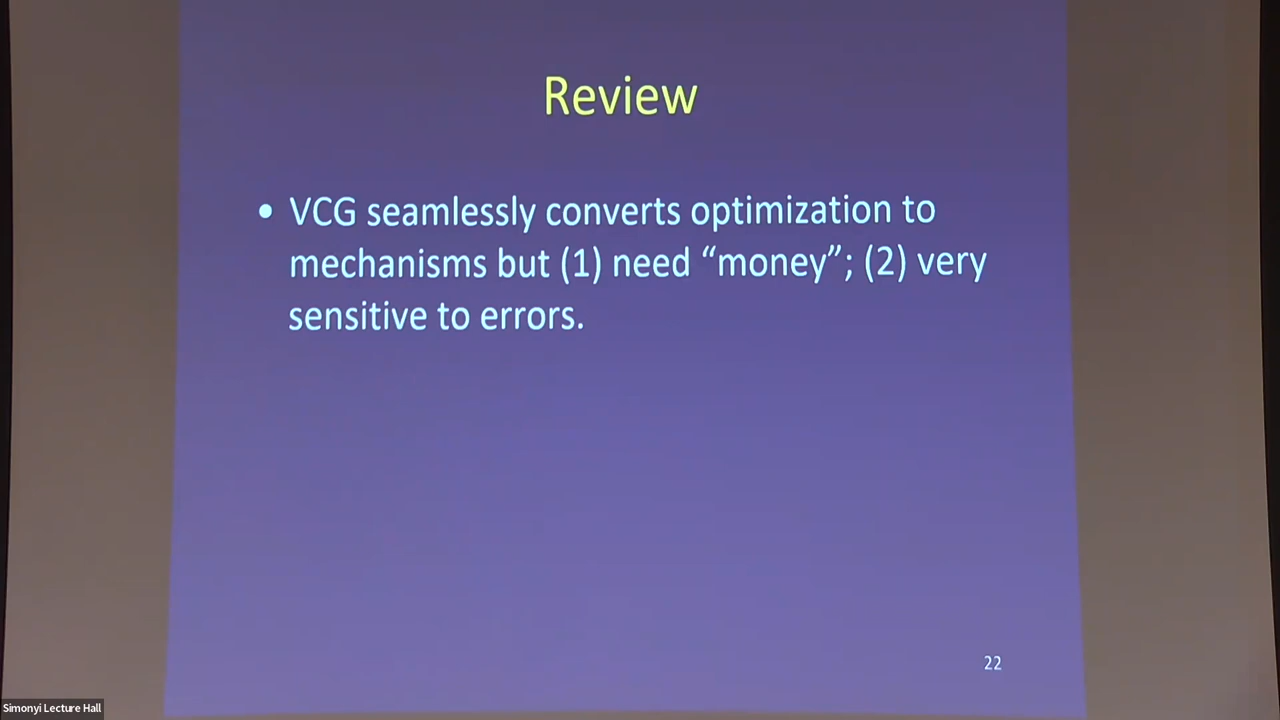 Review
• VCG seamlessly converts optimization to
mechanisms but (1) need “money”; (2) very
sensitive to errors.
22
Simonyi Lecture Hall